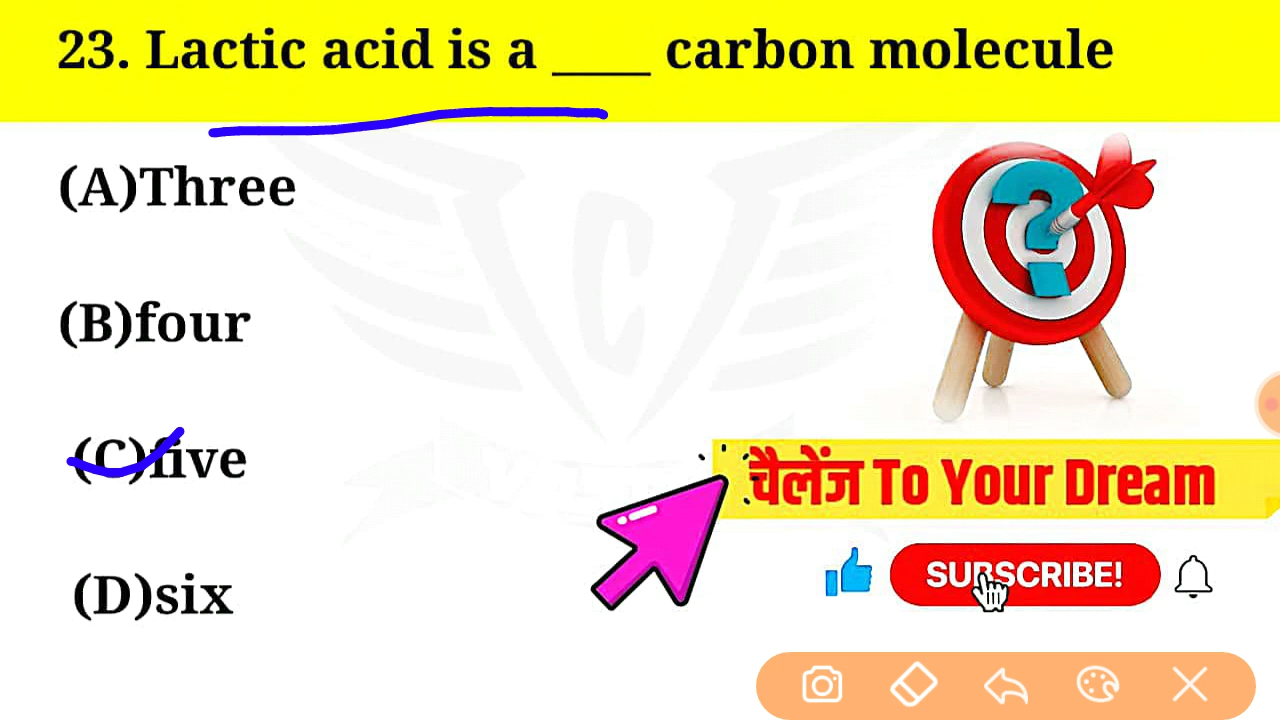 23. Lactic acid is a ____ carbon molecule
(A)Three
(B)four
(C)five
(D)six
चैलेंज To Your Dream
SUBSCRIBE!